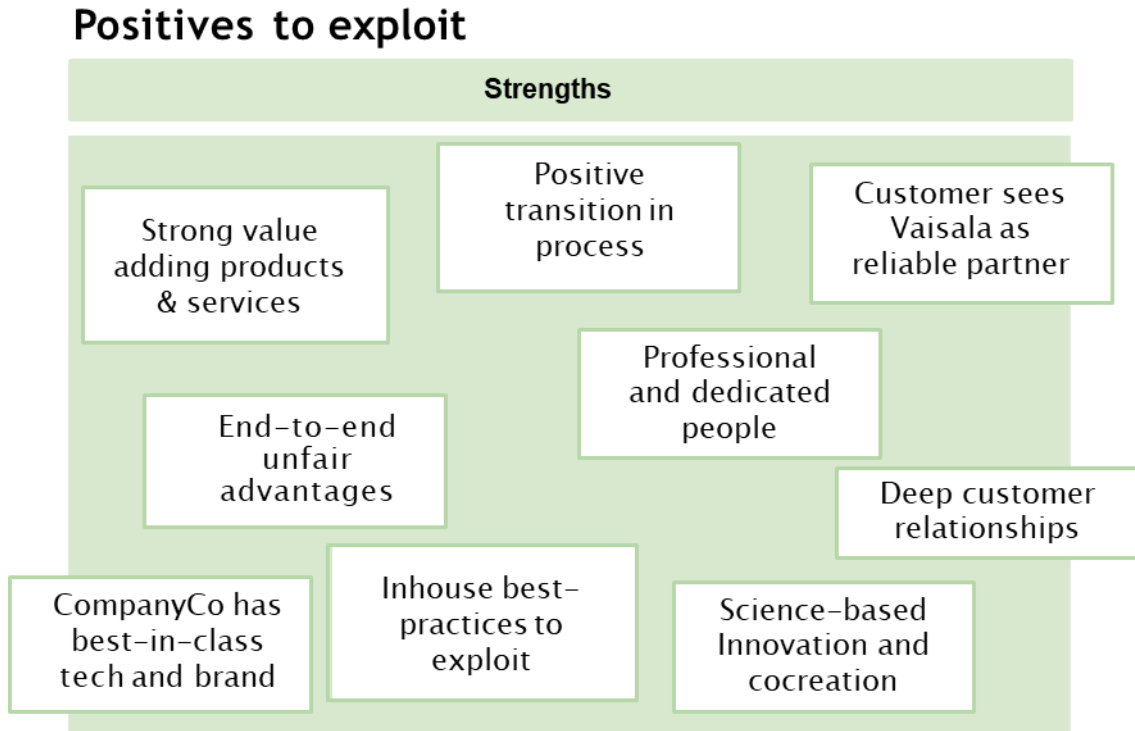 Positives to exploit
Strengths
Positive
transition in
process
Customer sees
Vaisala as
reliable partner
Strong value
adding products
& services
Professional
and dedicated
people
End-to-end
unfair
advantages
Deep customer
relationships
CompanyCo has
best-in-class
tech and brand
Inhouse best-
practices to
exploit
Science-based
Innovation and
cocreation